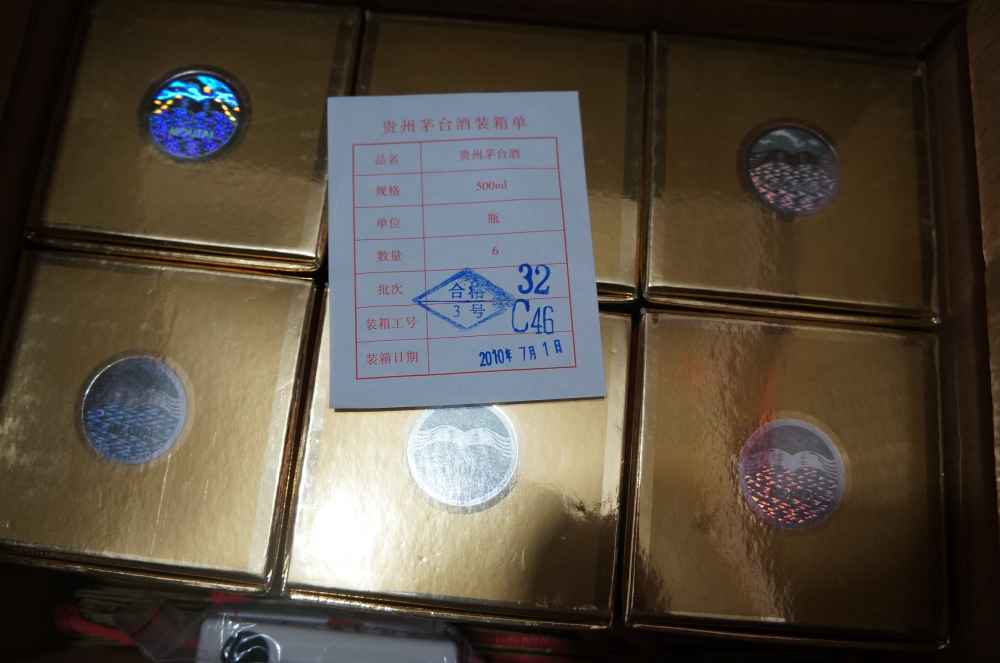 MOUTAI
贵州茅台酒装箱单
品名 贵州茅台酒
规格 500ml
单位 瓶
数量 6
批次 32
合格
3号
装箱工号 C46
装箱日期 2010年7月1日